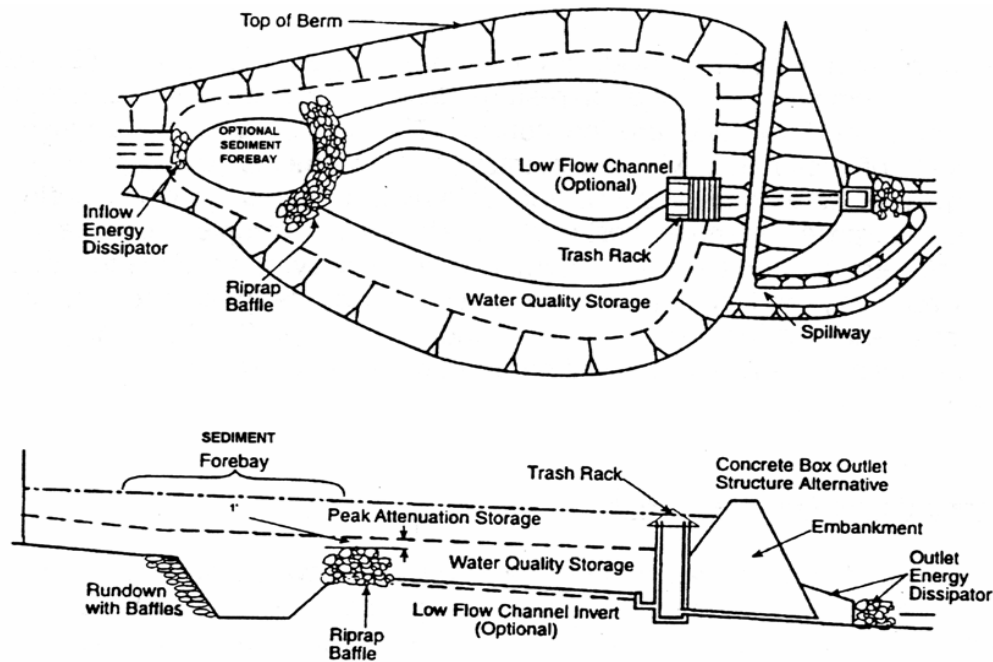 Top of Berm
OPTIONAL
SEDIMENT
FOREBAY
Low Flow Channel
(Optional)
Inflow
Energy
Dissipator
Trash Rack
Riprap
Baffle
Water Quality Storage
Spillway
SEDIMENT
Forebay
1'
Peak Attenuation Storage
Trash Rack
Concrete Box Outlet
Structure Alternative
Embankment
Water Quality Storage
Outlet
Energy
Dissipator
Rundown
with Baffles
Low Flow Channel Invert
(Optional)
Riprap
Baffle